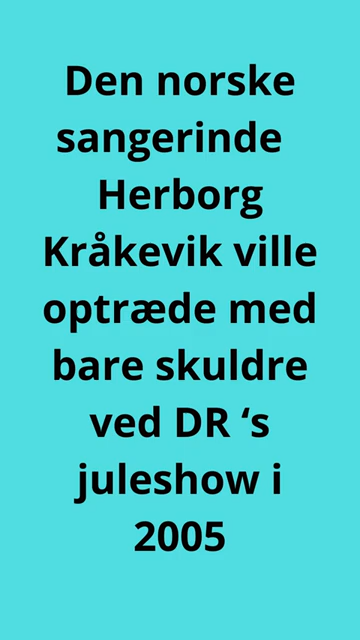 Den norske
sangerinde
Herborg
Kråkevik ville
optræde med
bare skuldre
ved DR ‘s
juleshow i
2005